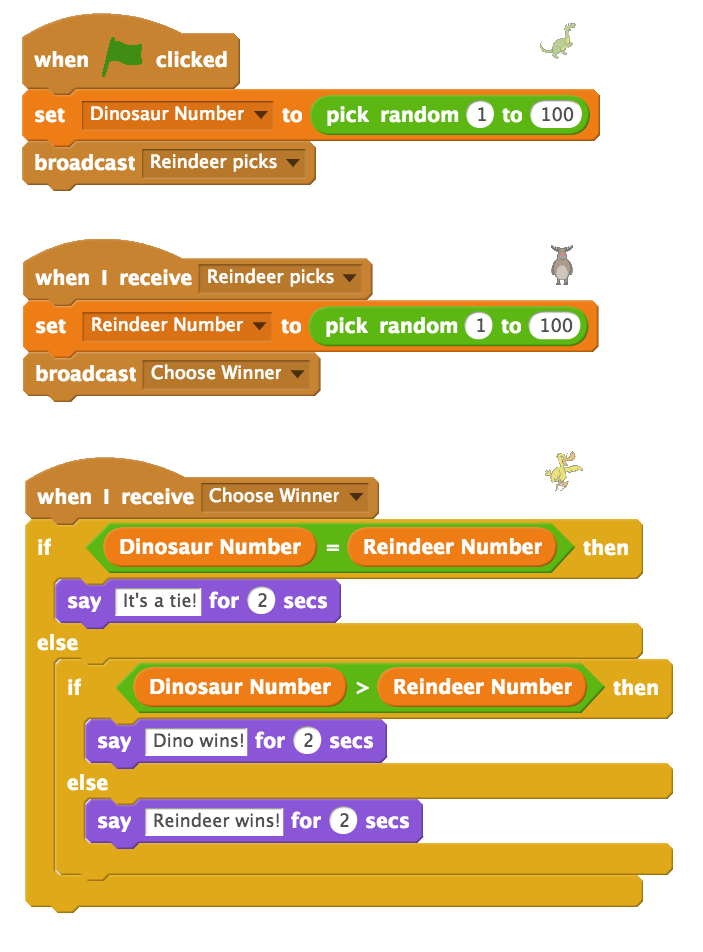 when clicked
set Dinosaur Number to pick random 1 to 100
broadcast Reindeer picks
when I receive Reindeer picks
set Reindeer Number to pick random 1 to 100
broadcast Choose Winner
when I receive Choose Winner
if Dinosaur Number = Reindeer Number then
say It's a tie! for 2 secs
else
if Dinosaur Number > Reindeer Number then
say Dino wins! for 2 secs
else
say Reindeer wins! for 2 secs